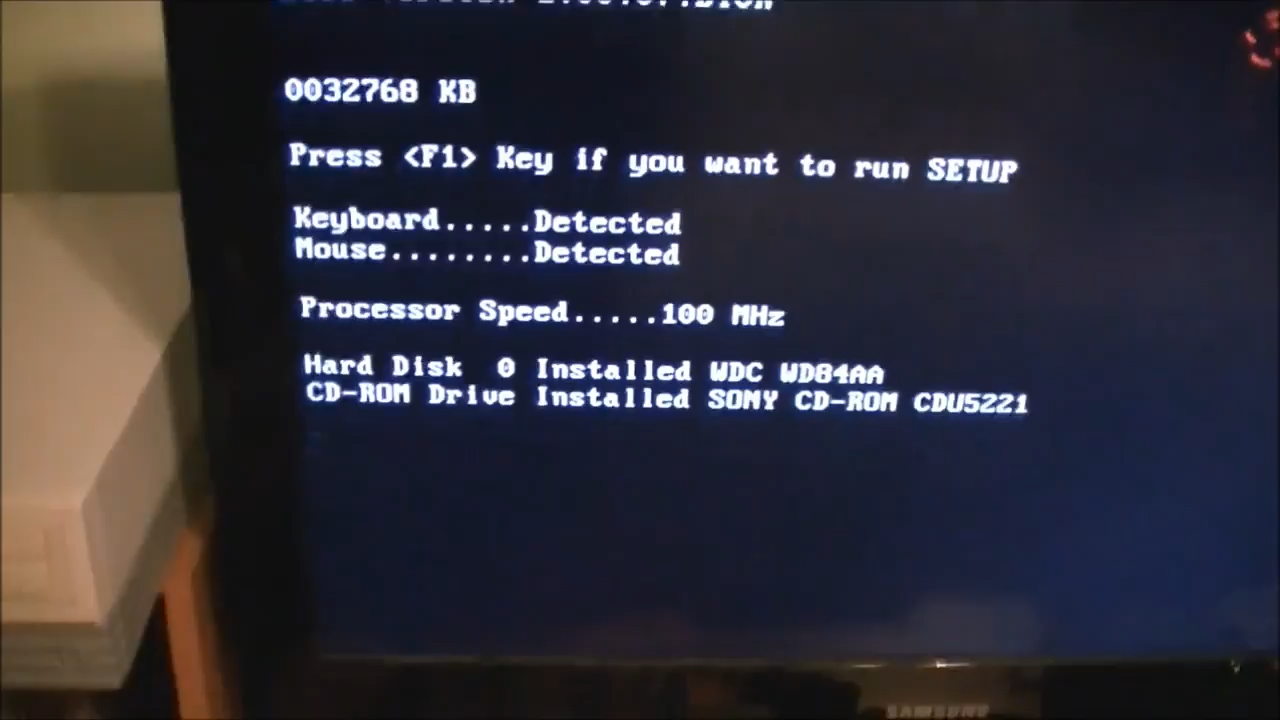 0032768 KB
Press <F1> Key if you want to run SETUP
Keyboard.....Detected
Mouse........Detected
Processor Speed.....100 MHz
Hard Disk  0 Installed WDC WD84AA
CD-ROM Drive Installed SONY CD-ROM CDU5221
SAMSUNG